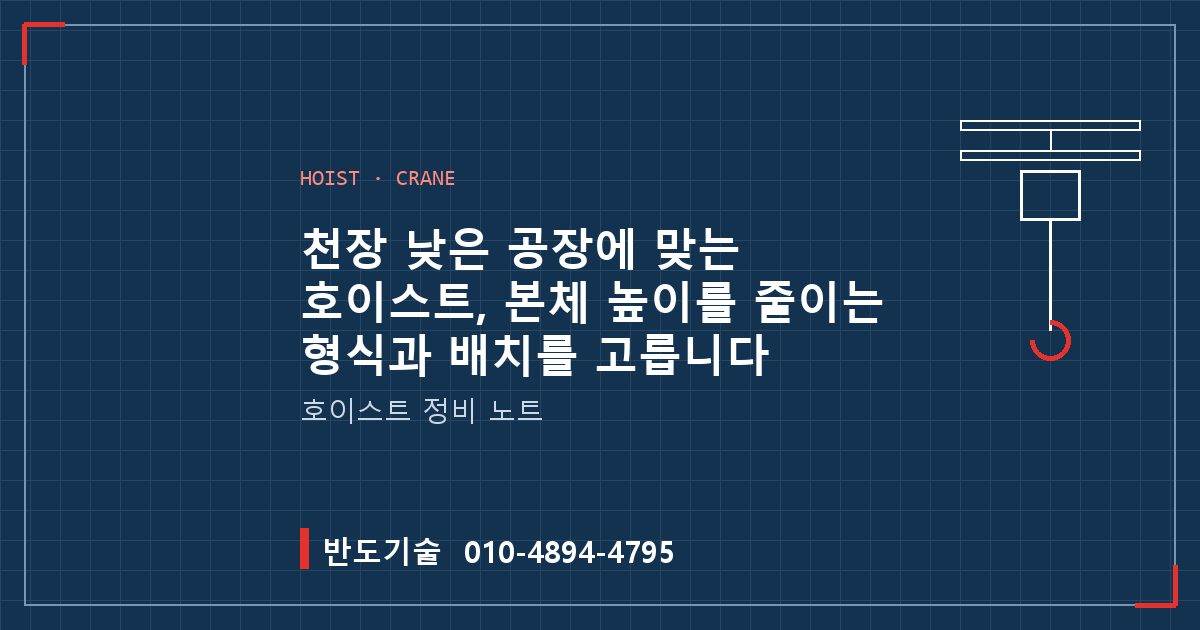 HOIST · CRANE
천장 낮은 공장에 맞는
호이스트, 본체 높이를 줄이는
형식과 배치를 고릅니다
호이스트 정비 노트
반도기술 010-4894-4795